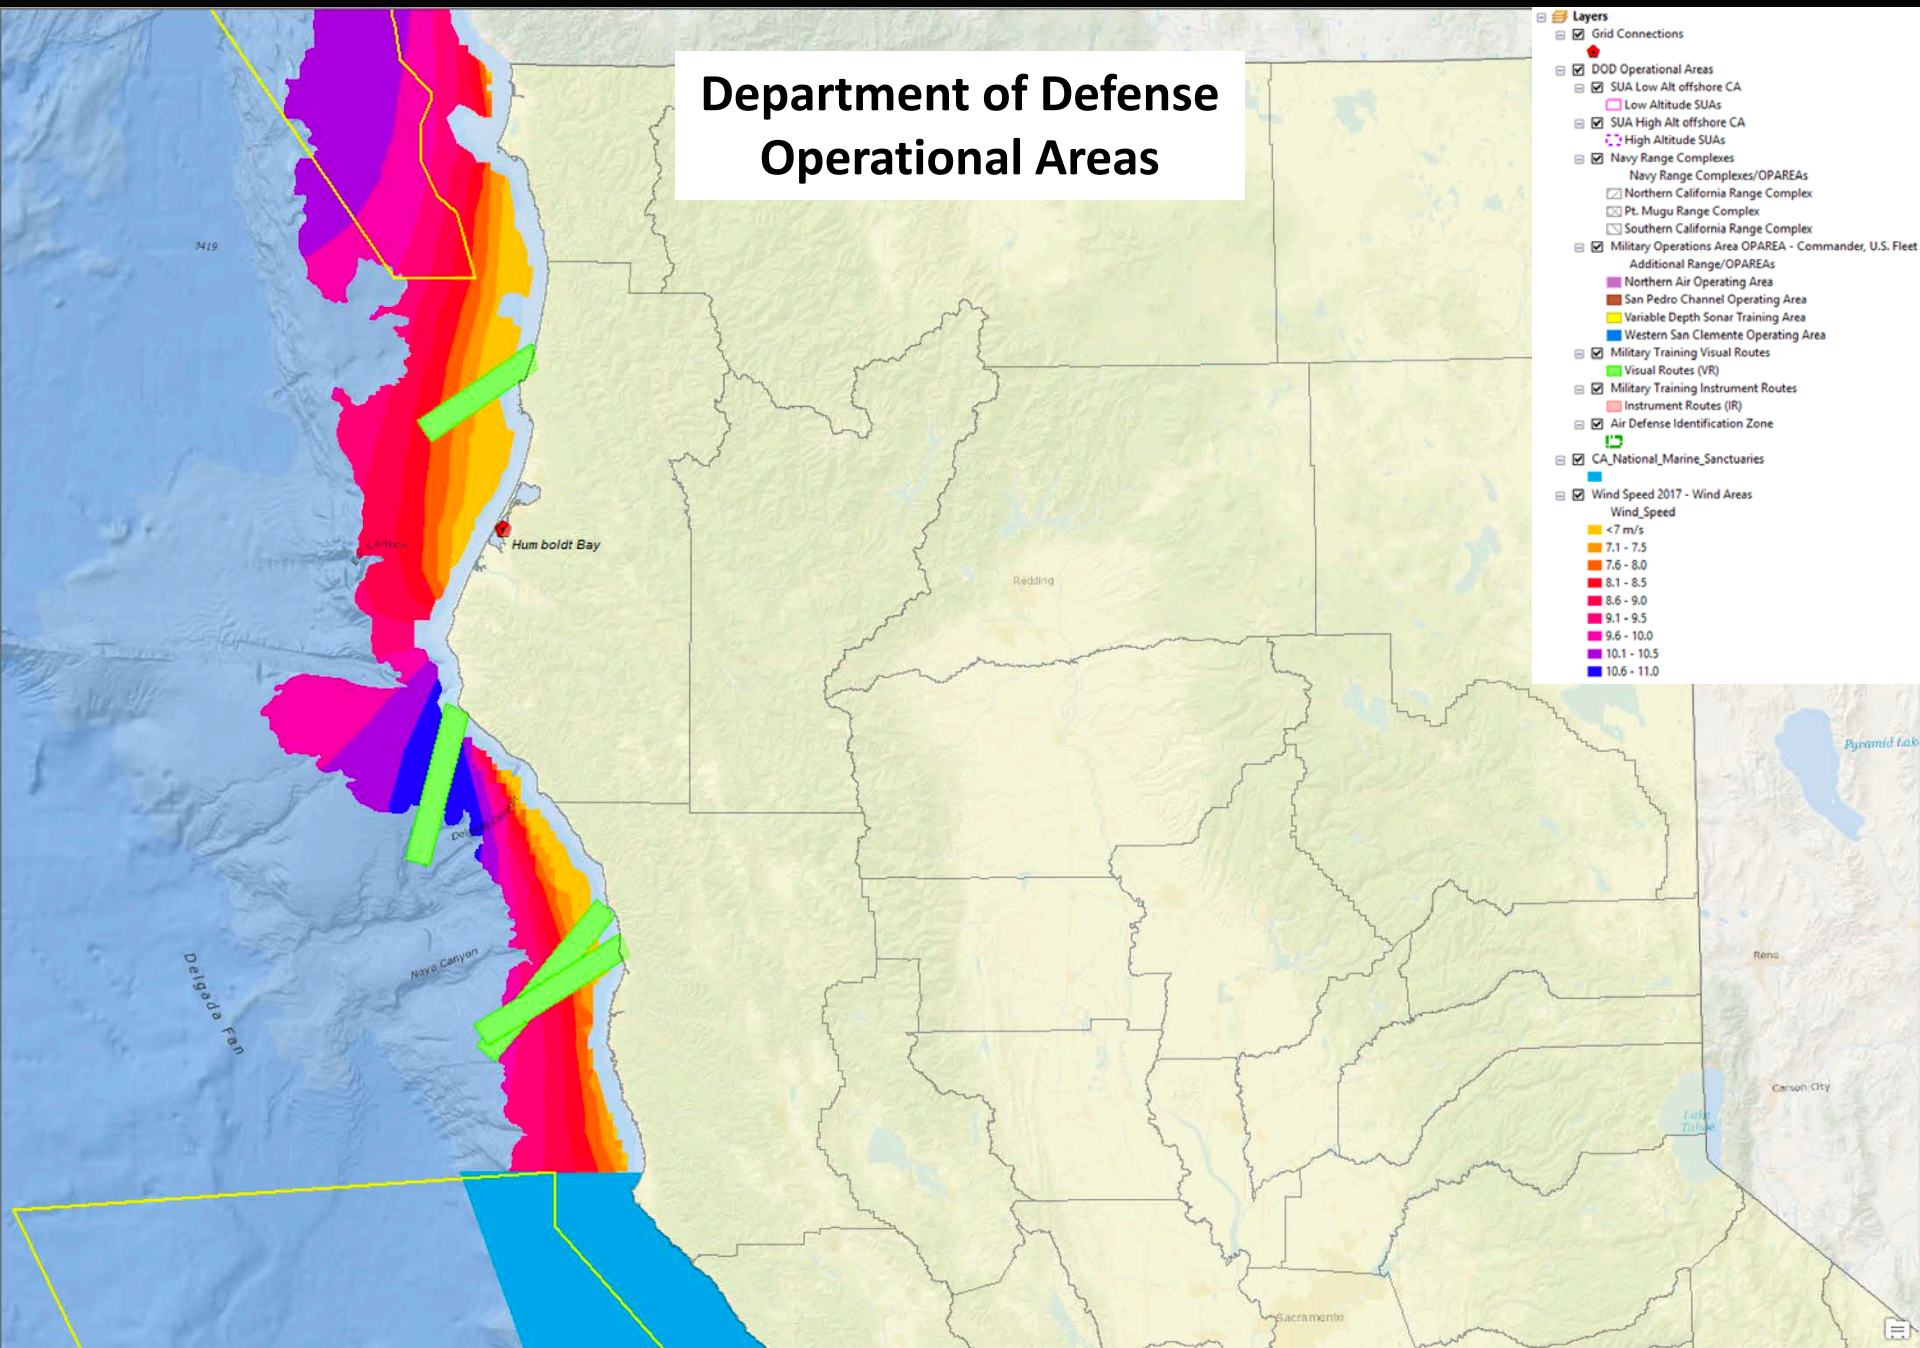 Department of Defense
Operational Areas
Layers
Grid Connections
DOD Operational Areas
SUA Low Alt offshore CA
Low Altitude SUAs
SUA High Alt offshore CA
High Altitude SUAs
Navy Range Complexes
Navy Range Complexes/OPAREAs
Northern California Range Complex
Pt. Mugu Range Complex
Southern California Range Complex
Military Operations Area OPAREA - Commander, U.S. Fleet
Additional Range/OPAREAs
Northern Air Operating Area
San Pedro Channel Operating Area
Variable Depth Sonar Training Area
Western San Clemente Operating Area
Military Training Visual Routes
Visual Routes (VR)
Military Training Instrument Routes
Instrument Routes (IR)
Air Defense Identification Zone
CA_National_Marine_Sanctuaries
Wind Speed 2017 - Wind Areas
Wind_Speed
<7 m/s
7.1 - 7.5
7.6 - 8.0
8.1 - 8.5
8.6 - 9.0
9.1 - 9.5
9.6 - 10.0
10.1 - 10.5
10.6 - 11.0
3419
Canyon
Humboldt Bay
Redding
Pyramid Lak
Noyo Canyon
Delgada Fan
Reno
Carson City
Lake
Tahoe
Sacramento